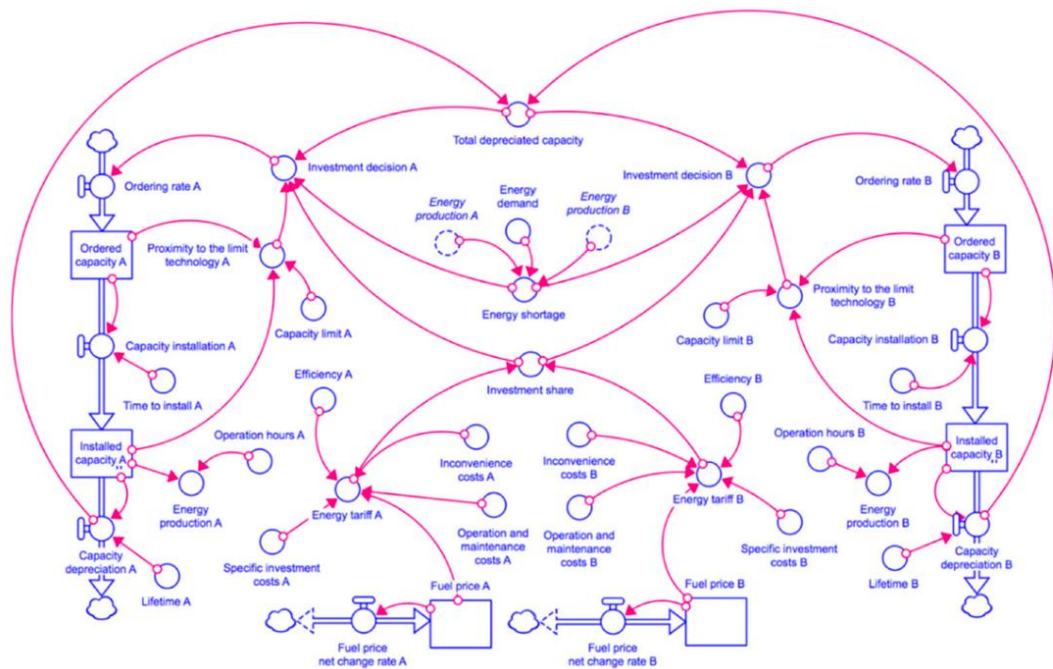 Total depreciated capacity
Investment decision A
Investment decision B
Ordering rate A
Ordering rate B
Energy
production A
Energy
demand
Energy
production B
Ordered
capacity A
Proximity to the limit
technology A
Ordered
capacity B
Proximity to the limit
technology B
Energy shortage
Capacity limit A
Capacity limit B
Capacity installation A
Capacity installation B
Investment share
Efficiency A
Efficiency B
Time to install A
Time to install B
Installed
capacity A
Operation hours A
Inconvenience
costs A
Inconvenience
costs B
Operation hours B
Installed
capacity B
Energy
production A
Energy tariff A
Energy tariff B
Energy
production B
Operation and
maintenance
costs A
Operation and
maintenance
costs B
Capacity
depreciation A
Specific investment
costs A
Specific investment
costs B
Capacity
depreciation B
Lifetime A
Lifetime B
Fuel price A
Fuel price B
Fuel price
net change rate A
Fuel price
net change rate B